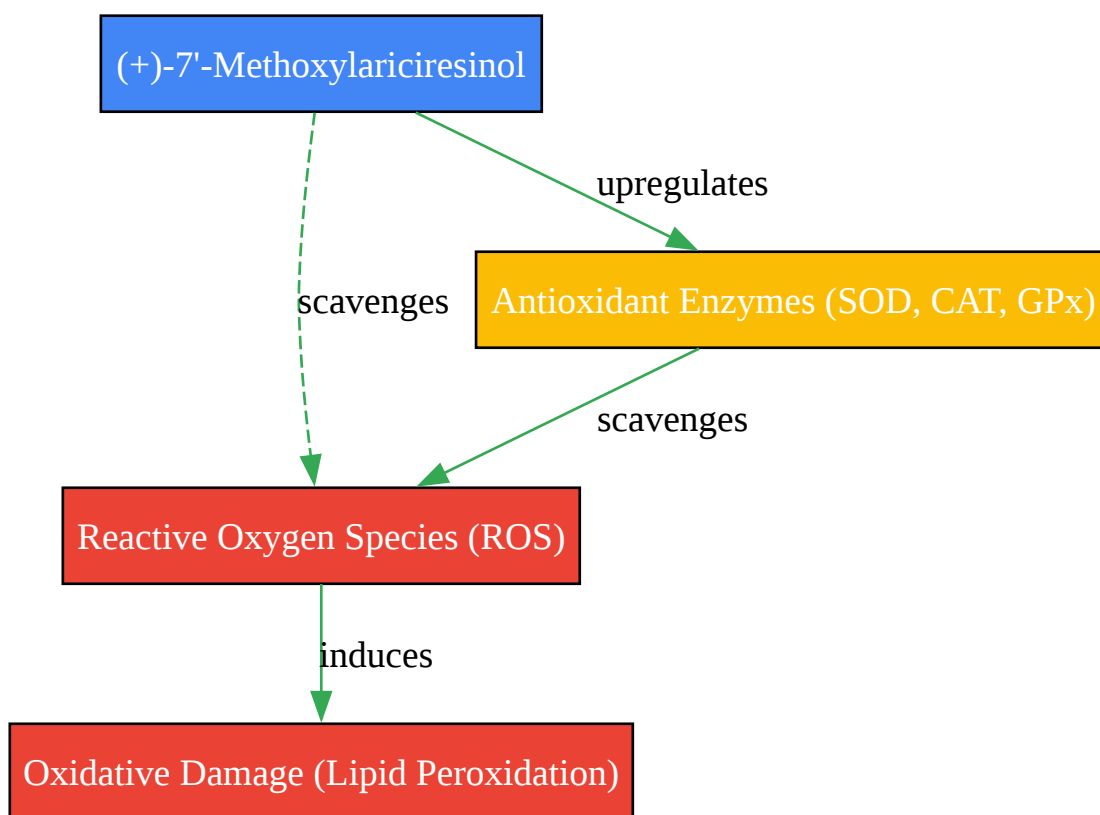 (+)-7'-Methoxylariciresinol
upregulates
scavenges
Antioxidant Enzymes (SOD, CAT, GPx)
scavenges
Reactive Oxygen Species (ROS)
induces
Oxidative Damage (Lipid Peroxidation)